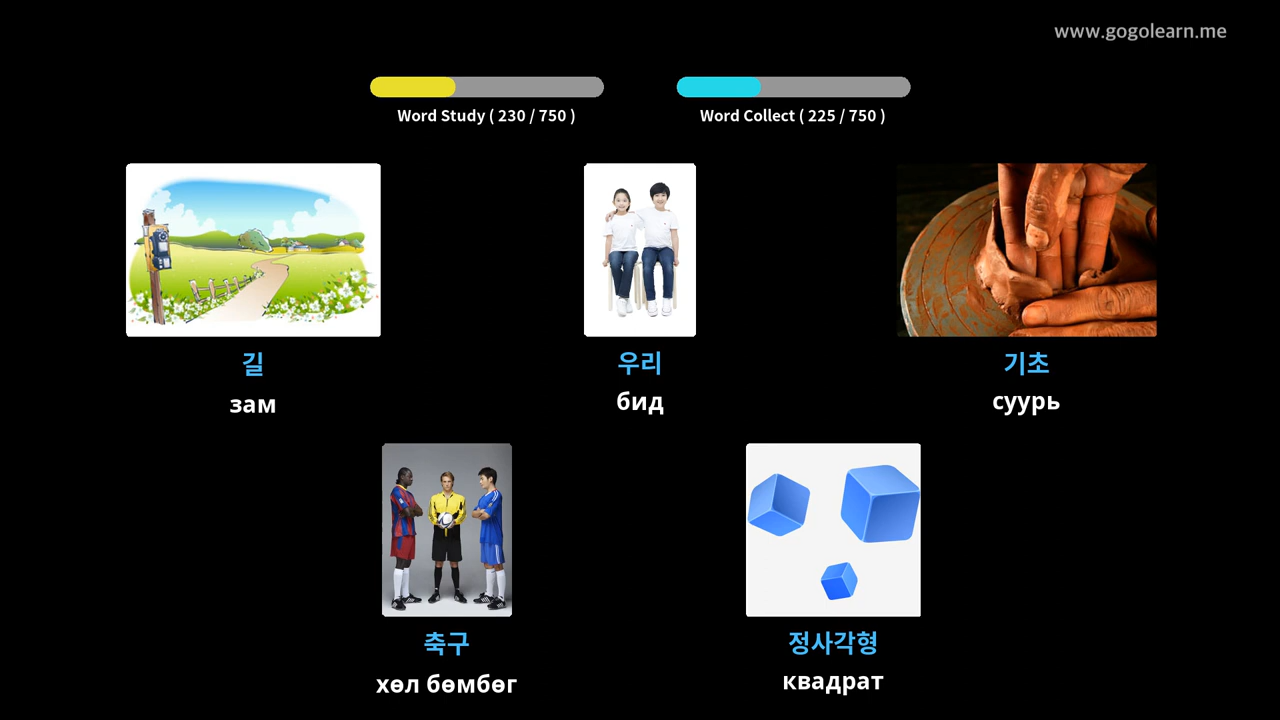 www.gogolearn.me
Word Study ( 230 / 750 )
Word Collect ( 225 / 750 )
길
зам
우리
бид
기초
суурь
축구
хөл бөмбөг
정사각형
квадрат